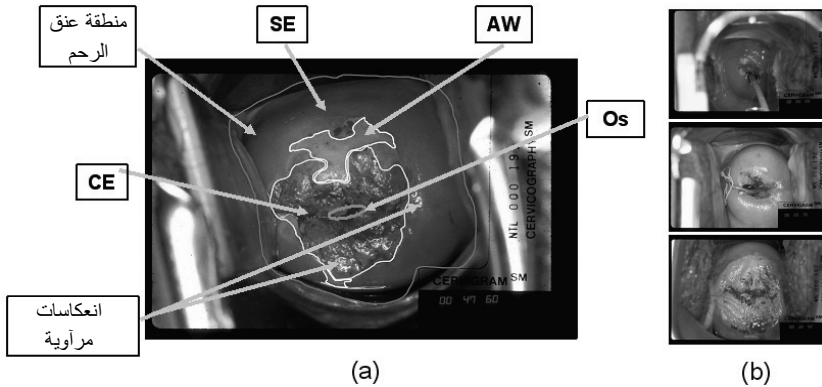 منطقة عنق
الرحم
SE
AW
Os
CE
انعكاسات
مرآوية
NTL 000 19
CERVICOGRAPHY SM
CERVIGRAM SM
00 47 60
(a)
(b)